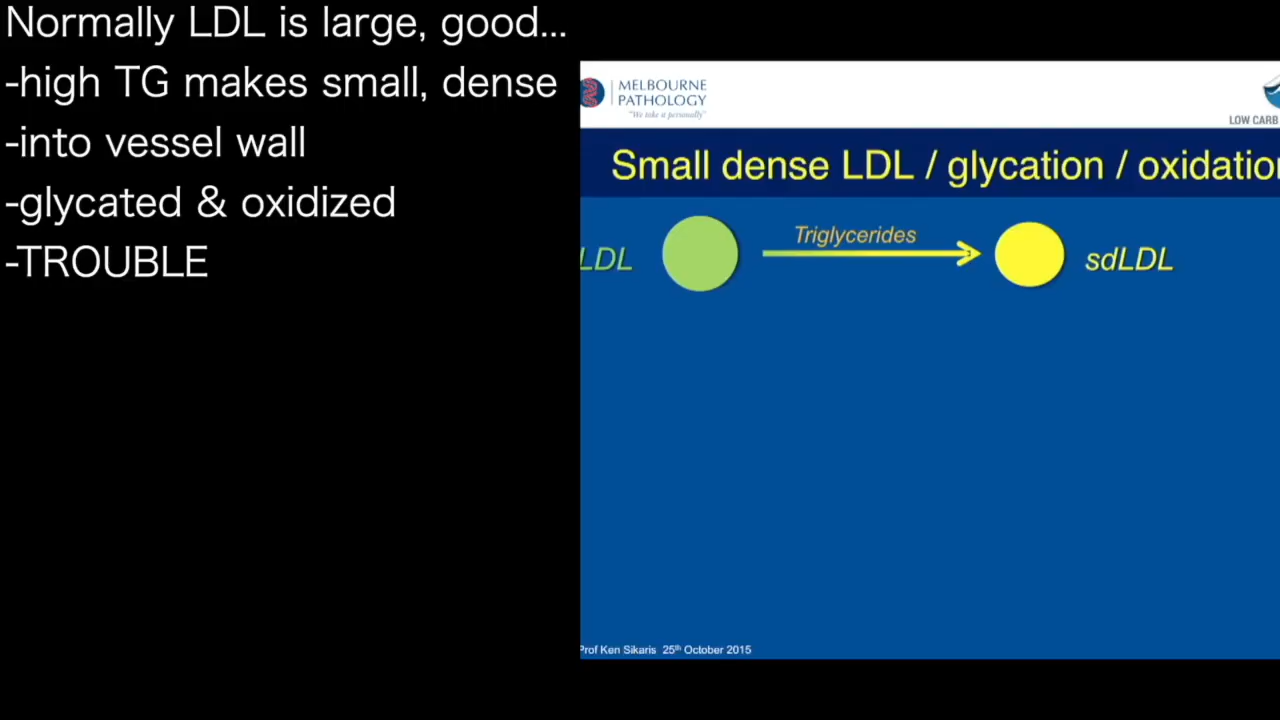 Normally LDL is large, good...
-high TG makes small, dense
-into vessel wall
-glycated & oxidized
-TROUBLE
MELBOURNE
PATHOLOGY
"We take it personally"
LOW CARB
Small dense LDL / glycation / oxidatio
Triglycerides
LDL
sdLDL
Prof Ken Sikaris 25th October 2015